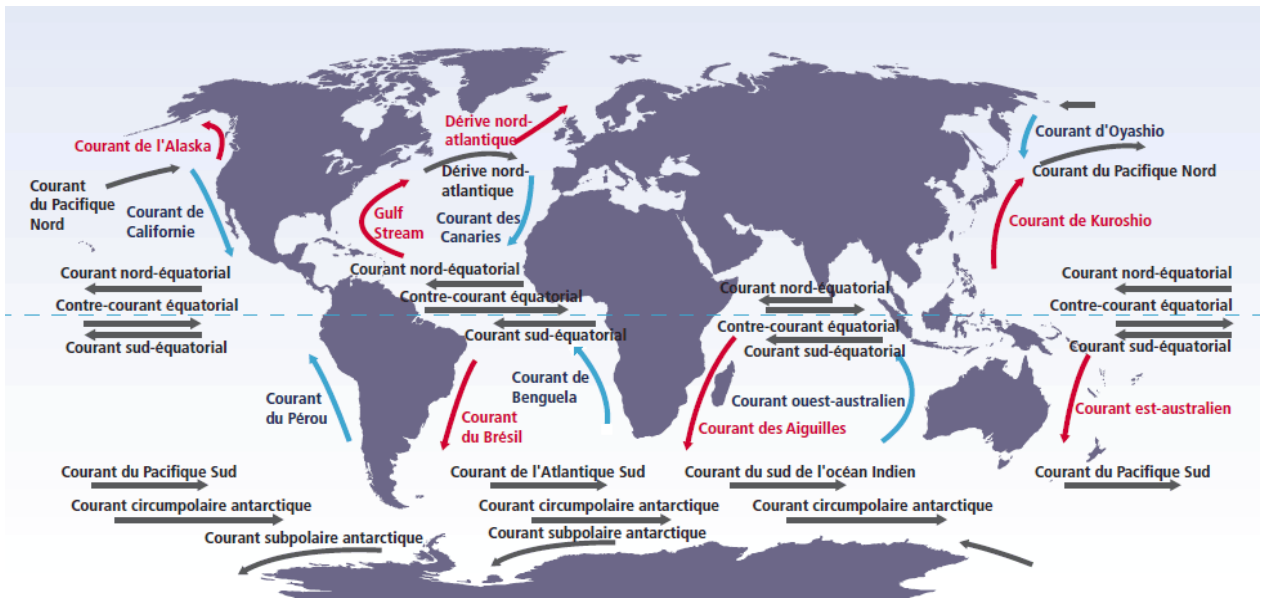 Dérive nord-
atlantique
Courant de l'Alaska
Courant d'Oyashio
Courant du Pacifique Nord
Dérive nord-
atlantique
Courant
du Pacifique
Nord
Courant de
Californie
Gulf
Stream
Courant des
Canaries
Courant de Kuroshio
Courant nord-équatorial
Courant nord-équatorial
Courant nord-équatorial
Courant nord-équatorial
Contre-courant équatorial
Contre-courant équatorial
Contre-courant équatorial
Contre-courant équatorial
Courant sud-équatorial
Courant sud-équatorial
Courant sud-équatorial
Courant sud-équatorial
Courant
du Pérou
Courant
du Brésil
Courant de
Benguela
Courant ouest-australien
Courant des Aiguilles
Courant est-australien
Courant du Pacifique Sud
Courant de l'Atlantique Sud
Courant du sud de l'océan Indien
Courant du Pacifique Sud
Courant circumpolaire antarctique
Courant circumpolaire antarctique
Courant circumpolaire antarctique
Courant subpolaire antarctique
Courant subpolaire antarctique